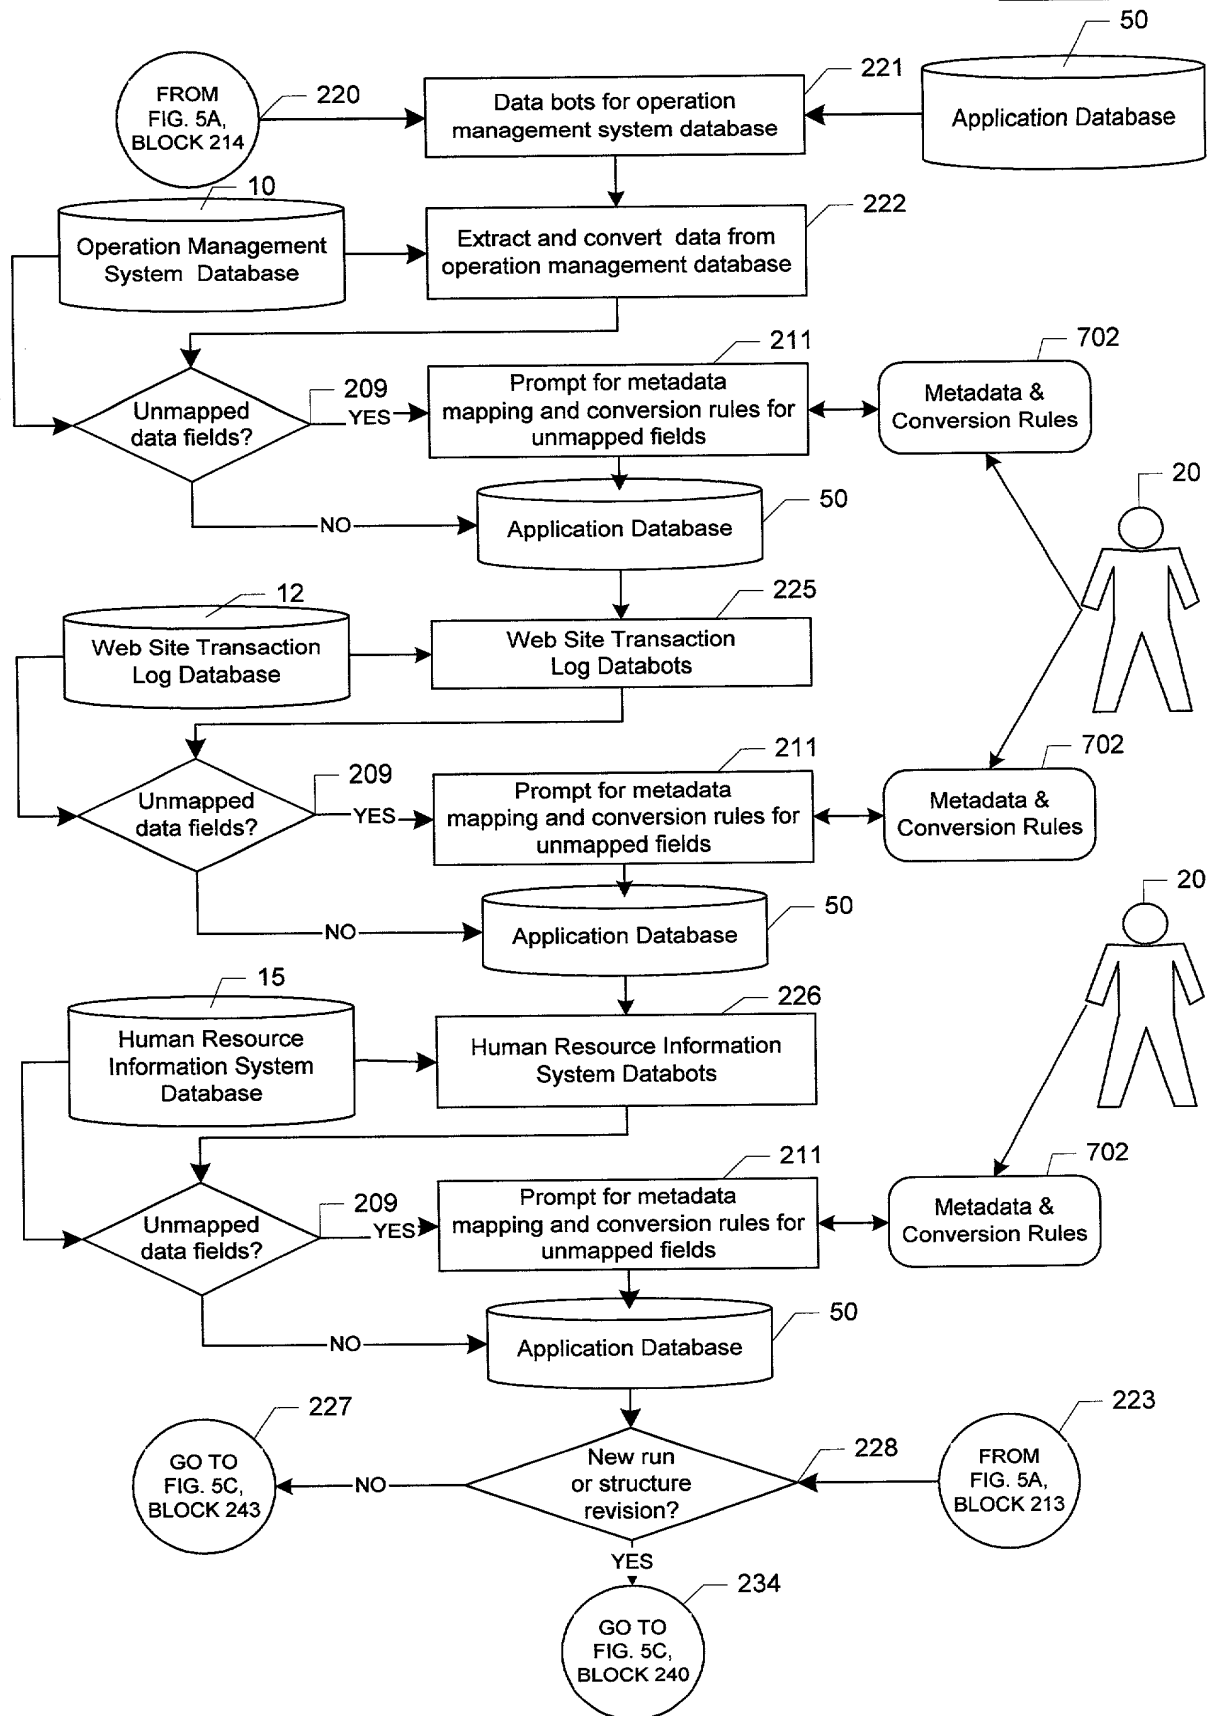 50
FROM
FIG. 5A,
BLOCK 214
220
Data bots for operation
management system database
221
Application Database
10
Operation Management
System Database
Extract and convert data from
operation management database
222
Unmapped
data fields?
209
YES
211
Prompt for metadata
mapping and conversion rules for
unmapped fields
702
Metadata &
Conversion Rules
20
NO
Application Database
50
12
Web Site Transaction
Log Database
225
Web Site Transaction
Log Databots
Unmapped
data fields?
209
YES
211
Prompt for metadata
mapping and conversion rules for
unmapped fields
702
Metadata &
Conversion Rules
20
NO
Application Database
50
15
Human Resource
Information System
Database
226
Human Resource Information
System Databots
Unmapped
data fields?
209
YES
211
Prompt for metadata
mapping and conversion rules for
unmapped fields
702
Metadata &
Conversion Rules
NO
Application Database
50
227
GO TO
FIG. 5C,
BLOCK 243
NO
New run
or structure
revision?
228
223
FROM
FIG. 5A,
BLOCK 213
YES
234
GO TO
FIG. 5C,
BLOCK 240